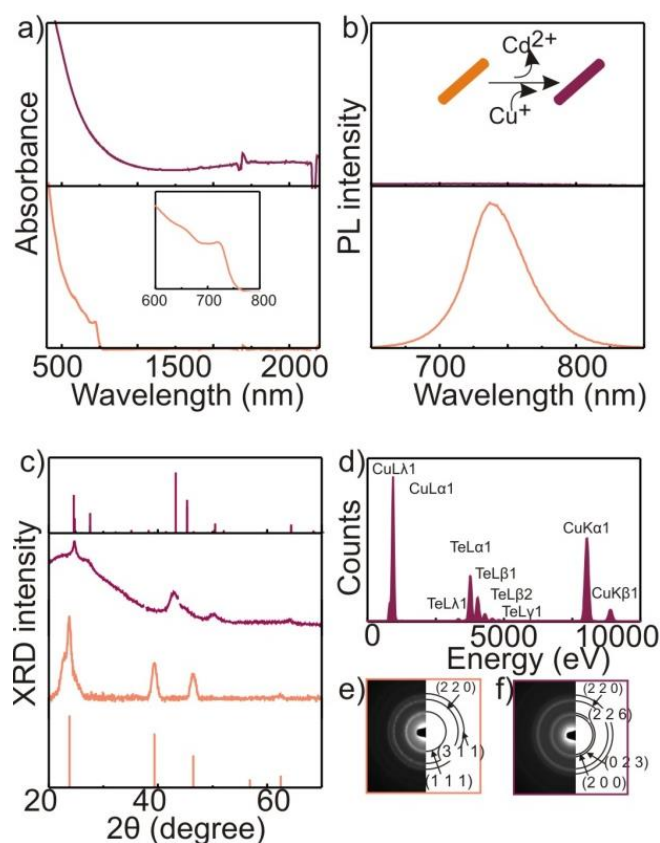 a)
b)
Cd2+
Cu+
Absorbance
PL intensity
600 700 800
500 1500 2000
Wavelength (nm)
700 800
Wavelength (nm)
c)
d)
CuLλ1
CuLα1
CuKα1
TeLα1
TeLβ1
TeLβ2
TeLλ1
TeLγ1
CuKβ1
Counts
0 5000 10000
Energy (eV)
XRD intensity
20 40 60
2θ (degree)
e)
(2 2 0)
(3 1 1)
(1 1 1)
f)
(2 2 0)
(2 2 6)
(0 2 3)
(2 0 0)